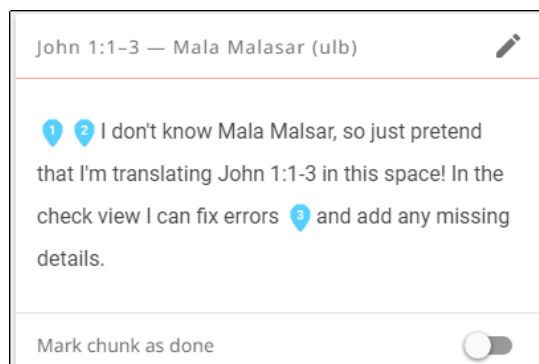 John 1:1–3 — Mala Malasar (ulb)
1 2 I don't know Mala Malsar, so just pretend
that I'm translating John 1:1-3 in this space! In the
check view I can fix errors 3 and add any missing
details.
Mark chunk as done